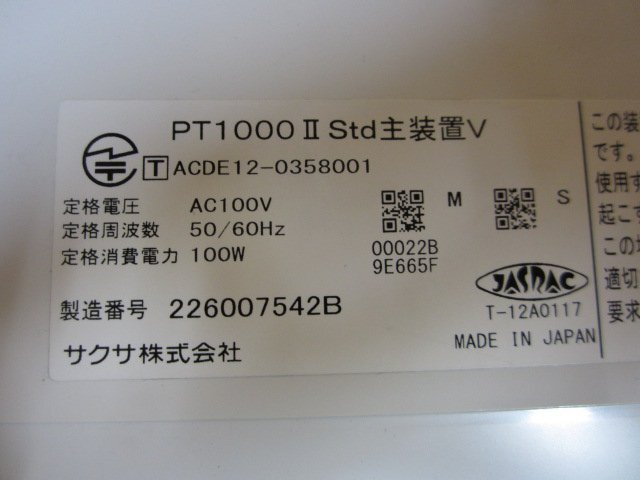 PT1000ⅡStd主装置V
T ACDE12-0358001
定格電圧 AC100V
定格周波数 50/60Hz
定格消費電力 100W
M
S
00022B
9E665F
JASRAC
T-12A0117
製造番号 226007542B
MADE IN JAPAN
サクサ株式会社
この装
です。
使用す
起こす
この場
適切
要求